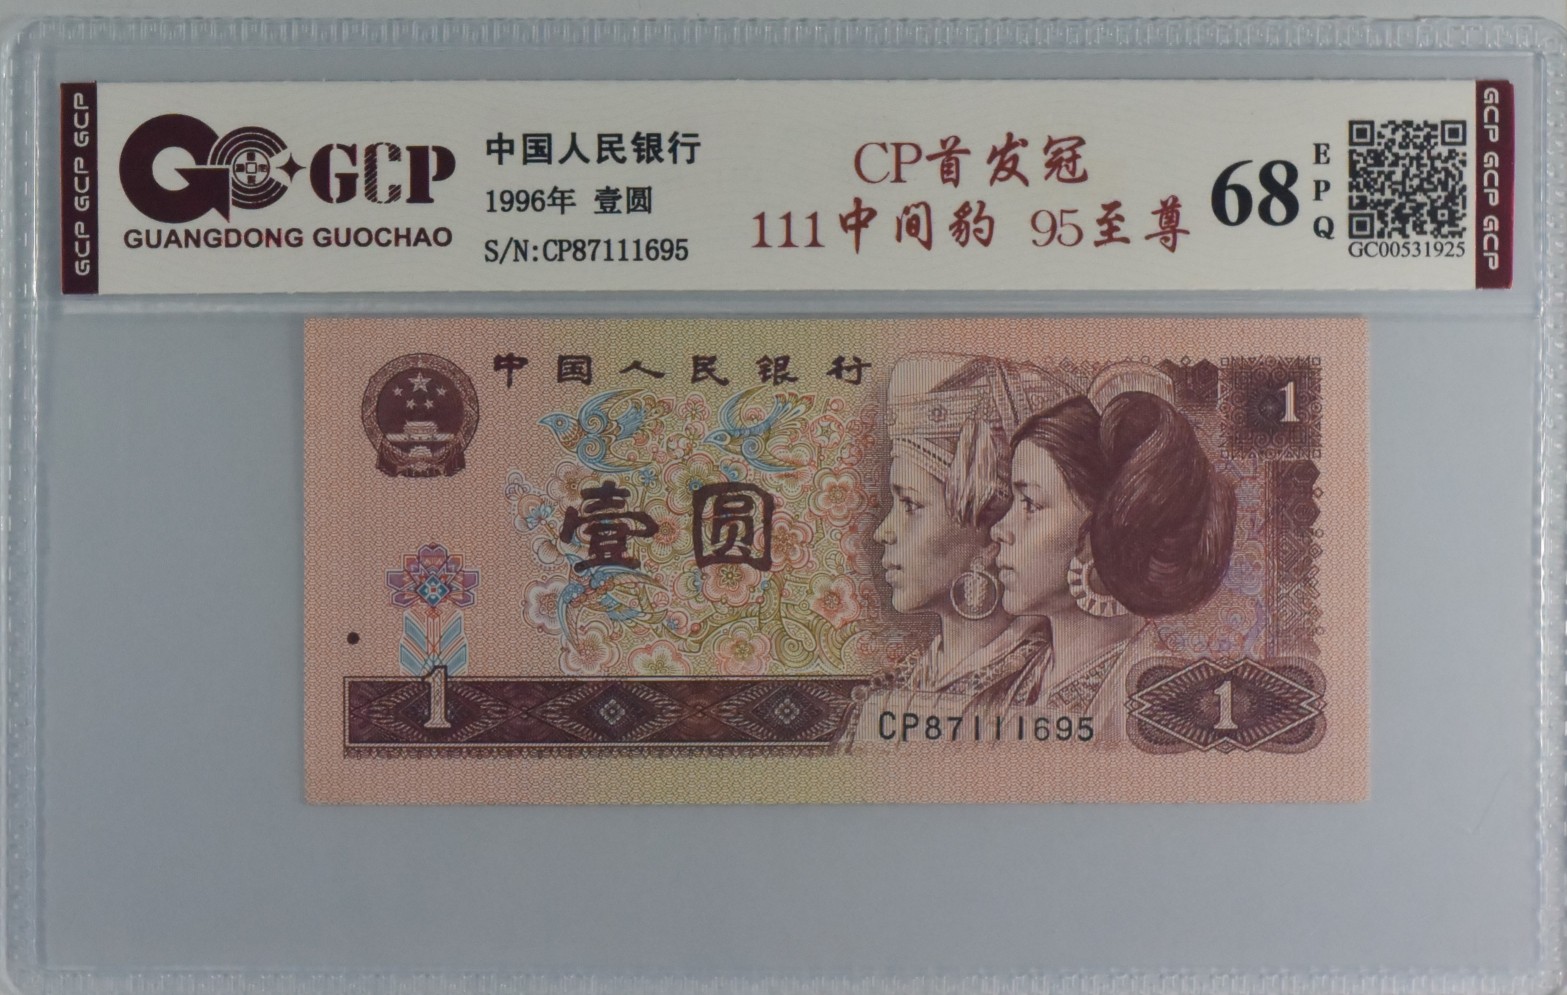 GCP GCP GCP
GCP
GUANGDONG GUOCHAO
中国人民银行
1996年 壹圆
S/N:CP87111695
CP首发冠
111中间豹 95至尊
68
EPQ
GC00531925
GCP GCP GCP
中国人民银行
1
壹圆
1
CP87111695
1